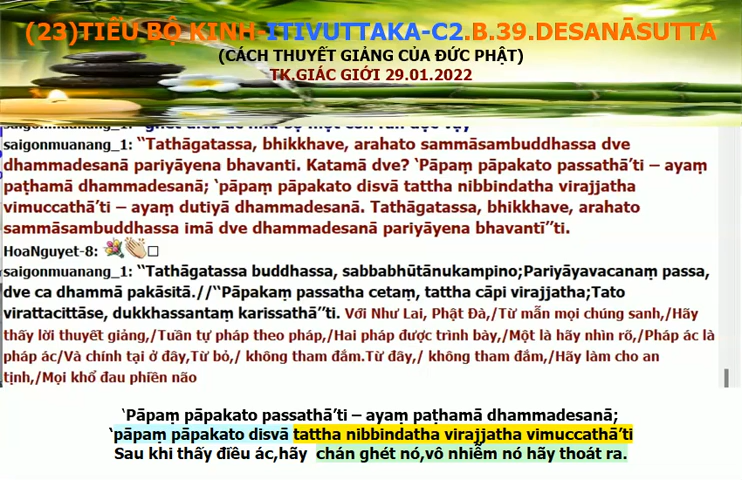 (23)TIỂU BỘ KINH-ITIVUTTAKA-C2.B.39.DESANĀSUTTA
(CÁCH THUYẾT GIẢNG CỦA ĐỨC PHẬT)
TK.GIÁC GIỚI 29.01.2022
saigonmuanang_1: “Tathāgatassa, bhikkhave, arahato sammāsambuddhassa dve
dhammadesanā pariyāyena bhavanti. Katamā dve? ‘Pāpaṃ pāpakato passathā’ti – ayaṃ
paṭhamā dhammadesanā; ‘pāpaṃ pāpakato disvā tattha nibbindatha virajjatha
vimuccathā’ti – ayaṃ dutiyā dhammadesanā. Tathāgatassa, bhikkhave, arahato
sammāsambuddhassa imā dve dhammadesanā pariyāyena bhavantī”ti.
HoaNguyet-8: 💐👏□
saigonmuanang_1: “Tathāgatassa buddhassa, sabbabhūtānukampino;Pariyāyavacanaṃ passa,
dve ca dhammā pakāsitā.//“Pāpakaṃ passatha cetaṃ, tattha cāpi virajjatha;Tato
virattacittāse, dukkhassantaṃ karissathā”ti. Với Như Lai, Phật Đà,/Từ mẫn mọi chúng sanh,/Hãy
thấy lời thuyết giảng,/Tuần tự pháp theo pháp,/Hai pháp được trình bày,/Một là hãy nhìn rõ,/Pháp ác là
pháp ác/Và chính tại ở đây,Từ bỏ,/ không tham đắm.Từ đây,/ không tham đắm,/Hãy làm cho an
tịnh,/Mọi khổ đau phiền não
‘Pāpaṃ pāpakato passathā’ti – ayaṃ paṭhamā dhammadesanā;
‘pāpaṃ pāpakato disvā tattha nibbindatha virajjatha vimuccathā’ti
Sau khi thấy điều ác,hãy chán ghét nó,vô nhiễm nó hãy thoát ra.